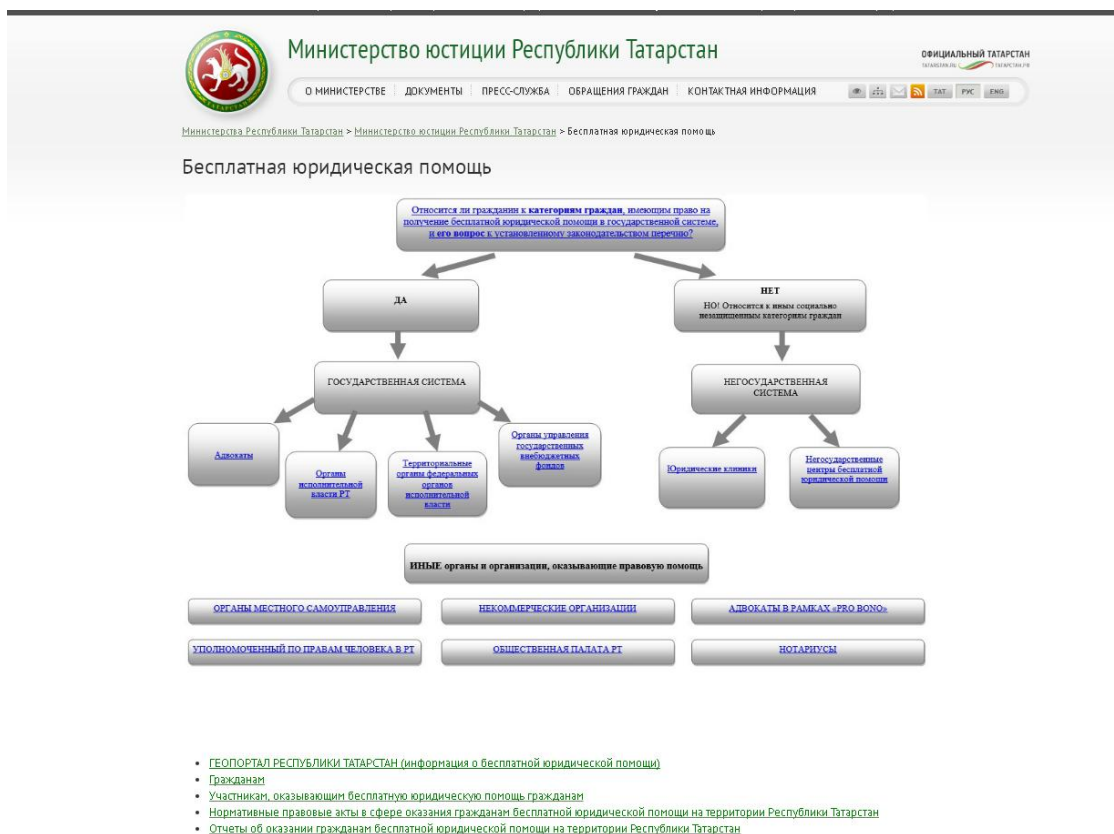 Министерство юстиции Республики Татарстан
ОФИЦИАЛЬНЫЙ ТАТАРСТАН
О МИНИСТЕРСТВЕ ДОКУМЕНТЫ ПРЕСС-СЛУЖБА ОБРАЩЕНИЯ ГРАЖДАН КОНТАКТНАЯ ИНФОРМАЦИЯ ТАТ РУС ENG
Министерства Республики Татарстан > Министерство юстиции Республики Татарстан > Бесплатная юридическая помощь
Бесплатная юридическая помощь
Относится ли гражданин к категориям граждан, имеющим право на
получение бесплатной юридической помощи в государственной системе,
и его вопрос к установленному законодательством перечню?
ДА
НЕТ
НО! Относится к иным социально
незащищенным категориям граждан
ГОСУДАРСТВЕННАЯ СИСТЕМА
НЕГОСУДАРСТВЕННАЯ
СИСТЕМА
Адвокаты
Органы
исполнительной
власти РТ
Территориальные
органы федеральных
органов
исполнительной
власти
Органы управления
государственных
внебюджетных
фондов
Юридические клиники
Негосударственные
центры бесплатной
юридической помощи
ИНЫЕ органы и организации, оказывающие правовую помощь
ОРГАНЫ МЕСТНОГО САМОУПРАВЛЕНИЯ
НЕКОММЕРЧЕСКИЕ ОРГАНИЗАЦИИ
АДВОКАТЫ В РАМКАХ «PRO BONO»
УПОЛНОМОЧЕННЫЙ ПО ПРАВАМ ЧЕЛОВЕКА В РТ
ОБЩЕСТВЕННАЯ ПАЛАТА РТ
НОТАРИУСЫ
ГЕОПОРТАЛ РЕСПУБЛИКИ ТАТАРСТАН (информация о бесплатной юридической помощи)
Гражданам
Участникам, оказывающим бесплатную юридическую помощь гражданам
Нормативные правовые акты в сфере оказания гражданам бесплатной юридической помощи на территории Республики Татарстан
Отчеты об оказании гражданам бесплатной юридической помощи на территории Республики Татарстан